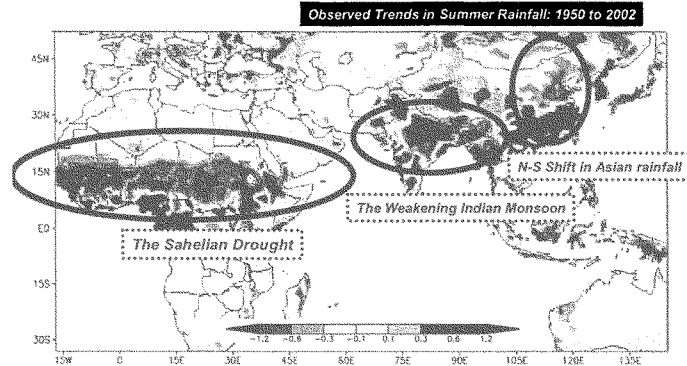 Observed Trends in Summer Rainfall: 1950 to 2002
45N
30N
15N
EQ
15S
30S
N-S Shift in Asian rainfall
The Weakening Indian Monsoon
The Sahelian Drought
-1.2 -0.6 -0.3 -0.1 0.1 0.3 0.6 1.2
15W 0 15E 30E 45E 60E 75E 90E 105E 120E 135E